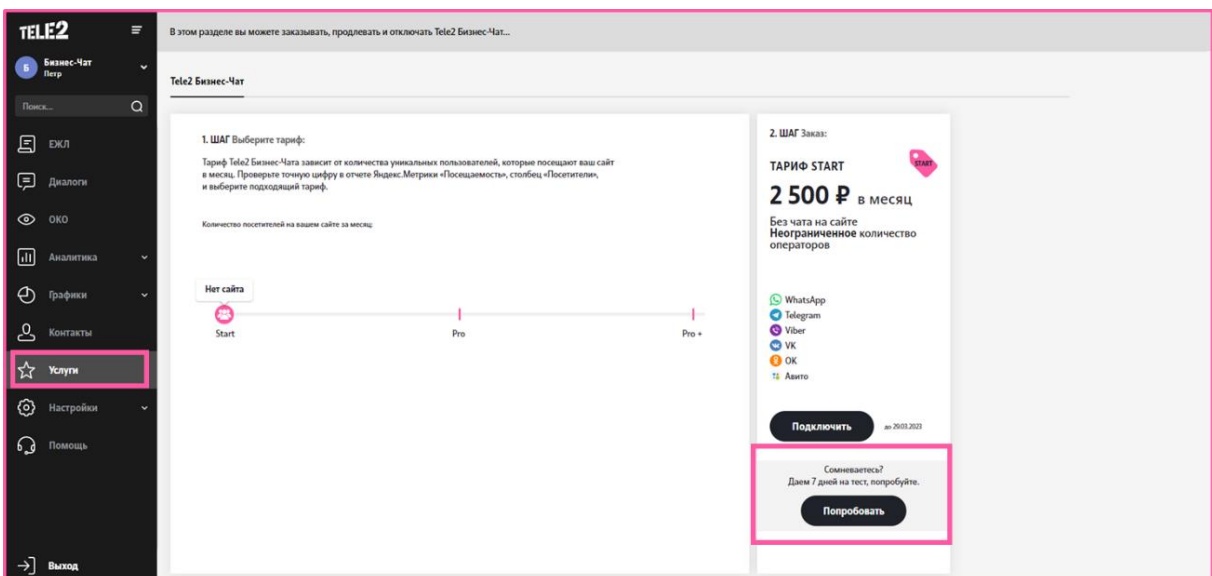 TELE2
В этом разделе вы можете заказывать, продлевать и отключать Tele2 Бизнес-Чат...
Б
Бизнес-Чат
Петр
Поиск...
ЕЖЛ
Диалоги
ОКО
Аналитика
Графики
Контакты
Услуги
Настройки
Помощь
Выход
Tele2 Бизнес-Чат
1. ШАГ Выберите тариф:
Тариф Tele2 Бизнес-Чата зависит от количества уникальных пользователей, которые посещают ваш сайт
в месяц. Проверьте точную цифру в отчете Яндекс.Метрики «Посещаемость», столбец «Посетители»,
и выберите подходящий тариф.
Количество посетителей на вашем сайте за месяц:
Нет сайта
Start
Pro
Pro +
2. ШАГ Заказ:
ТАРИФ START
START
2 500 ₽ в месяц
Без чата на сайте
Неограниченное количество
операторов
WhatsApp
Telegram
Viber
VK
OK
Авито
Подключить
до 29.03.2023
Сомневаетесь?
Даем 7 дней на тест, попробуйте.
Попробовать